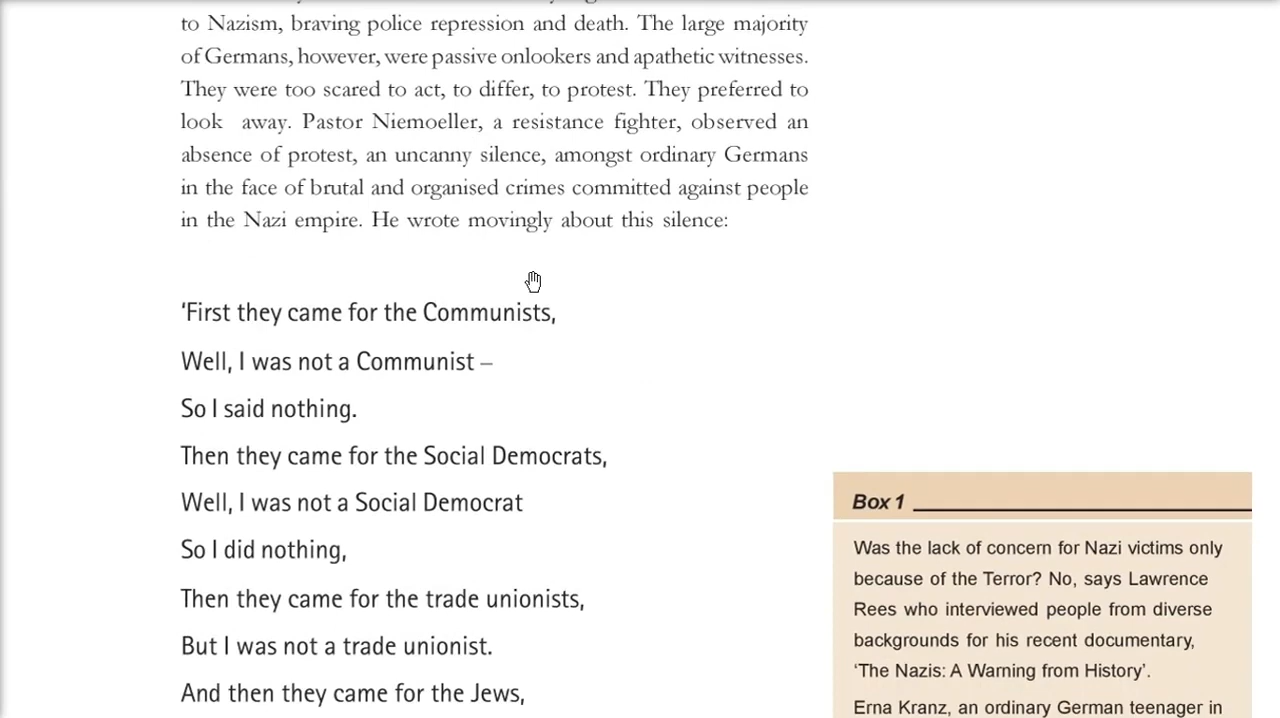 to Nazism, braving police repression and death. The large majority
of Germans, however, were passive onlookers and apathetic witnesses.
They were too scared to act, to differ, to protest. They preferred to
look away. Pastor Niemoeller, a resistance fighter, observed an
absence of protest, an uncanny silence, amongst ordinary Germans
in the face of brutal and organised crimes committed against people
in the Nazi empire. He wrote movingly about this silence:
‘First they came for the Communists,
Well, I was not a Communist –
So I said nothing.
Then they came for the Social Democrats,
Well, I was not a Social Democrat
So I did nothing,
Then they came for the trade unionists,
But I was not a trade unionist.
And then they came for the Jews,
Box 1
Was the lack of concern for Nazi victims only
because of the Terror? No, says Lawrence
Rees who interviewed people from diverse
backgrounds for his recent documentary,
‘The Nazis: A Warning from History’.
Erna Kranz, an ordinary German teenager in